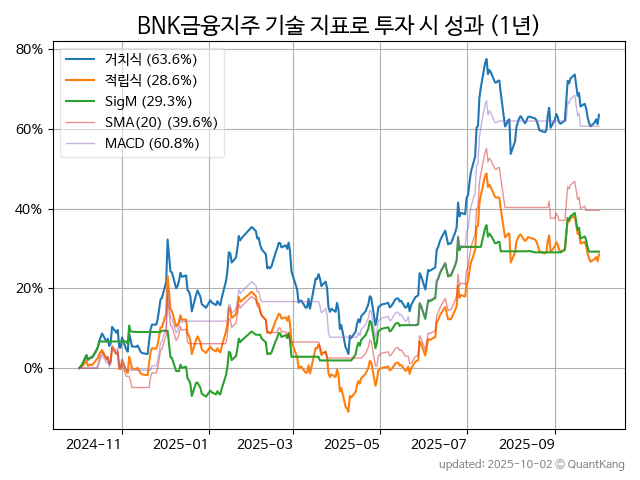 BNK금융지주 기술 지표로 투자 시 성과 (1년)
80%
60%
40%
20%
0%
거치식 (63.6%)
적립식 (28.6%)
SigM (29.3%)
SMA(20) (39.6%)
MACD (60.8%)
2024-11 2025-01 2025-03 2025-05 2025-07 2025-09
updated: 2025-10-02 © QuantKang